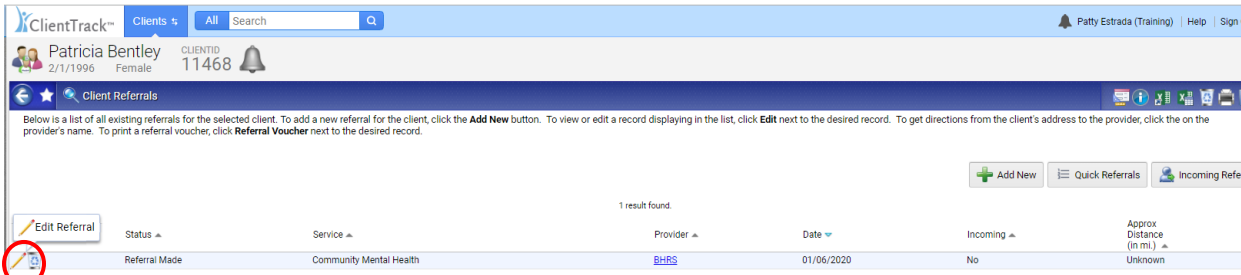 ClientTrack™ Clients All Search Patty Estrada (Training) | Help | Sign
Patricia Bentley CLIENTID
2/1/1996 Female 11468
Client Referrals
Below is a list of all existing referrals for the selected client. To add a new referral for the client, click the Add New button. To view or edit a record displaying in the list, click Edit next to the desired record. To get directions from the client's address to the provider, click the on the
provider's name. To print a referral voucher, click Referral Voucher next to the desired record.
Add New Quick Referrals Incoming Refe
1 result found.
Edit Referral
Status Service Provider Date Incoming Approx
Distance
(in mi.)
Referral Made Community Mental Health BHRS 01/06/2020 No Unknown